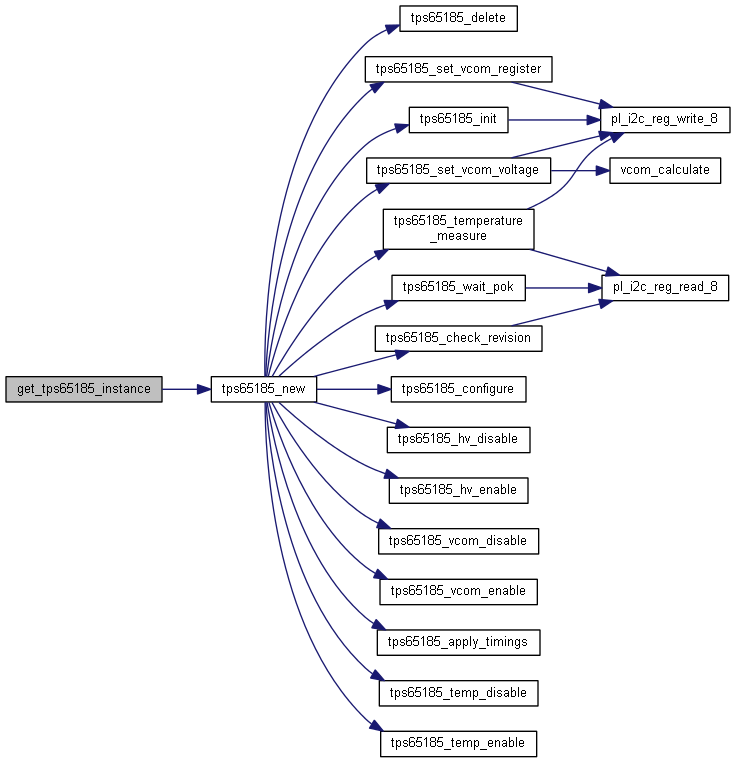 tps65185_delete
tps65185_set_vcom_register
pl_i2c_reg_write_8
tps65185_init
tps65185_set_vcom_voltage
vcom_calculate
tps65185_temperature
_measure
tps65185_wait_pok
pl_i2c_reg_read_8
tps65185_check_revision
get_tps65185_instance
tps65185_new
tps65185_configure
tps65185_hv_disable
tps65185_hv_enable
tps65185_vcom_disable
tps65185_vcom_enable
tps65185_apply_timings
tps65185_temp_disable
tps65185_temp_enable